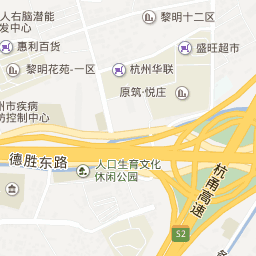 人右脑潜能
发中心
黎明十二区
惠利百货
盛旺超市
黎明花苑-一区
杭州华联
原筑·悦庄
州市疾病
防控制中心
德胜东路
人口生育文化
休闲公园
杭甬高速
S2